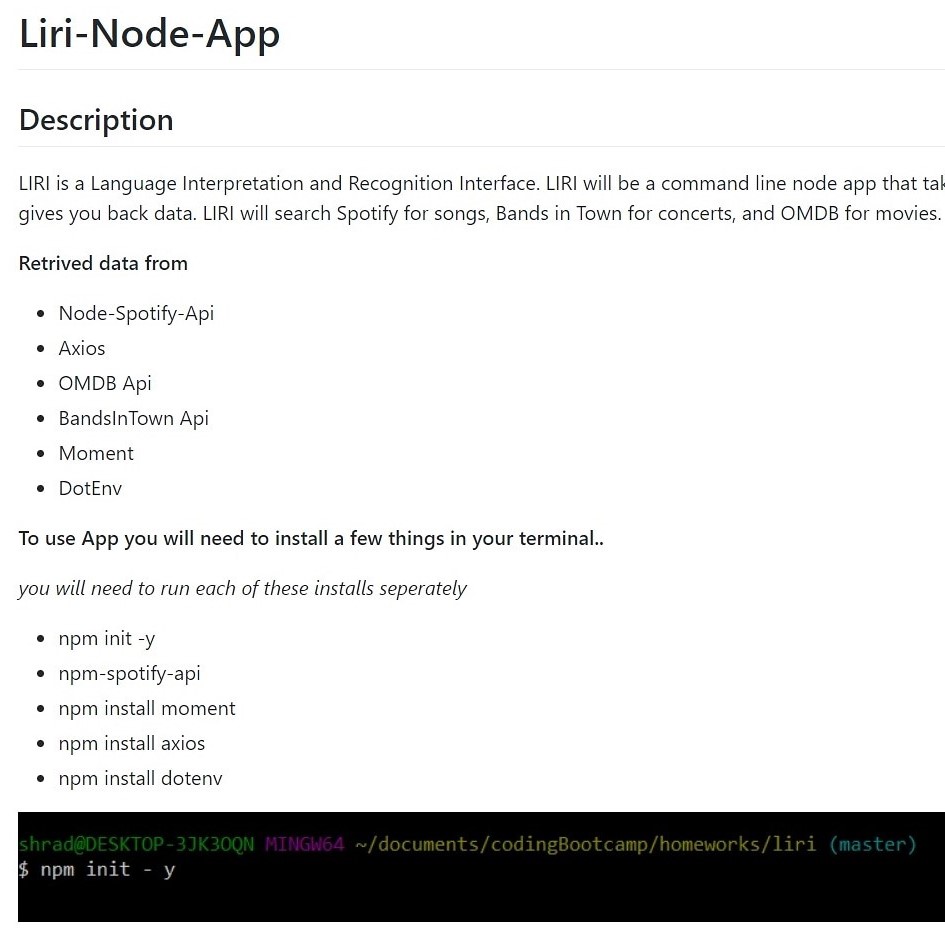 Liri-Node-App
Description
LIRI is a Language Interpretation and Recognition Interface. LIRI will be a command line node app that
gives you back data. LIRI will search Spotify for songs, Bands in Town for concerts, and OMDB for movies.
Retrived data from
Node-Spotify-Api
Axios
OMDB Api
BandsInTown Api
Moment
DotEnv
To use App you will need to install a few things in your terminal..
you will need to run each of these installs seperately
npm init -y
npm-spotify-api
npm install moment
npm install axios
npm install dotenv
shrad@DESKTOP-3JK3OQN MINGW64 ~/documents/codingBootcamp/homeworks/liri (master)
$ npm init - y